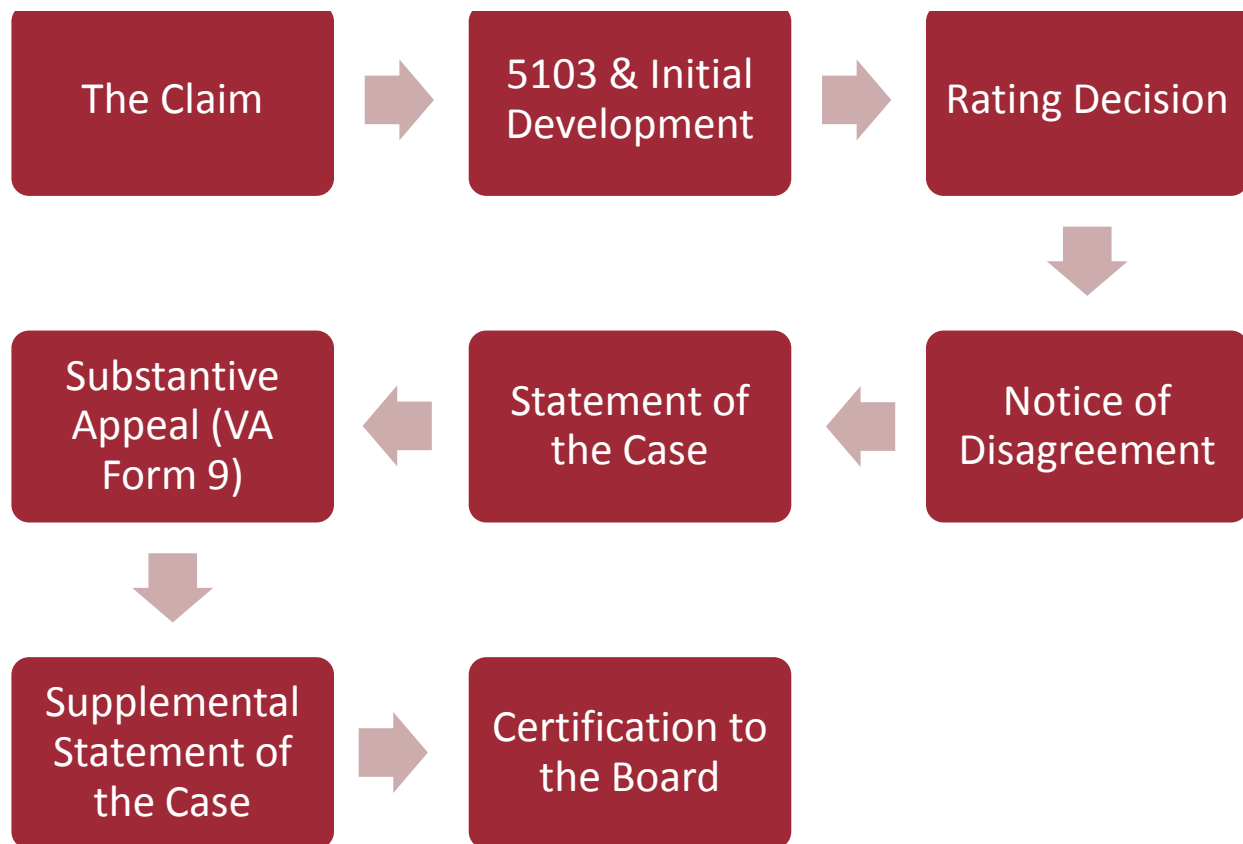 The Claim
5103 & Initial
Development
Rating Decision
Notice of
Disagreement
Statement of
the Case
Substantive
Appeal (VA
Form 9)
Supplemental
Statement of
the Case
Certification to
the Board